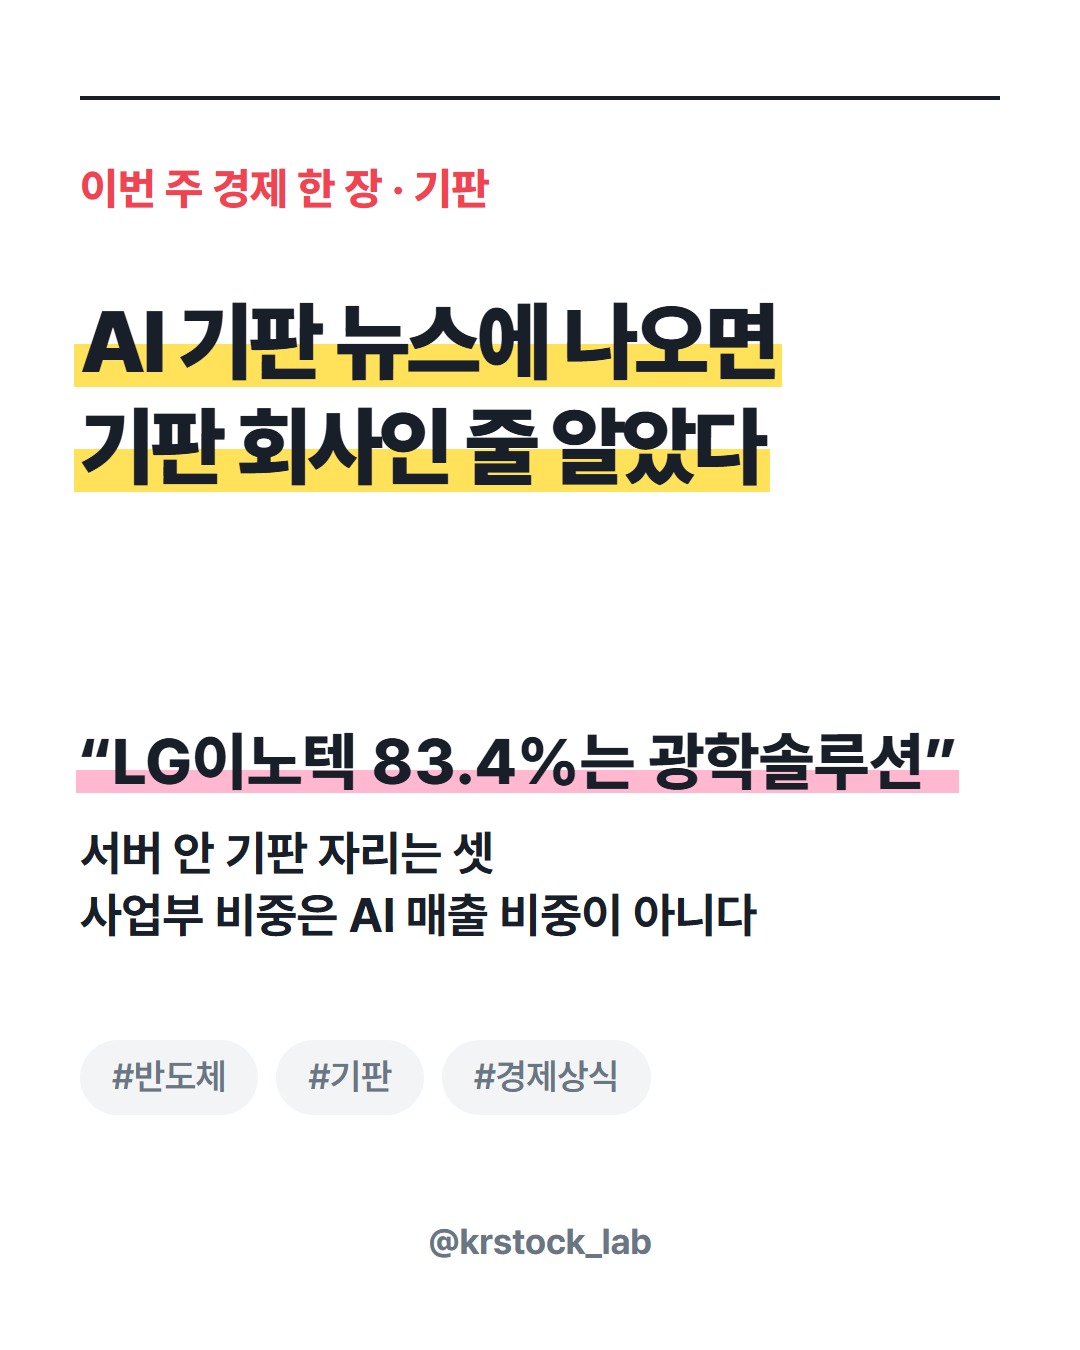 이번 주 경제 한 장 · 기판
AI 기판 뉴스에 나오면
기판 회사인 줄 알았다
“LG이노텍 83.4%는 광학솔루션”
서버 안 기판 자리는 셋
사업부 비중은 AI 매출 비중이 아니다
#반도체 #기판 #경제상식
@krstock_lab